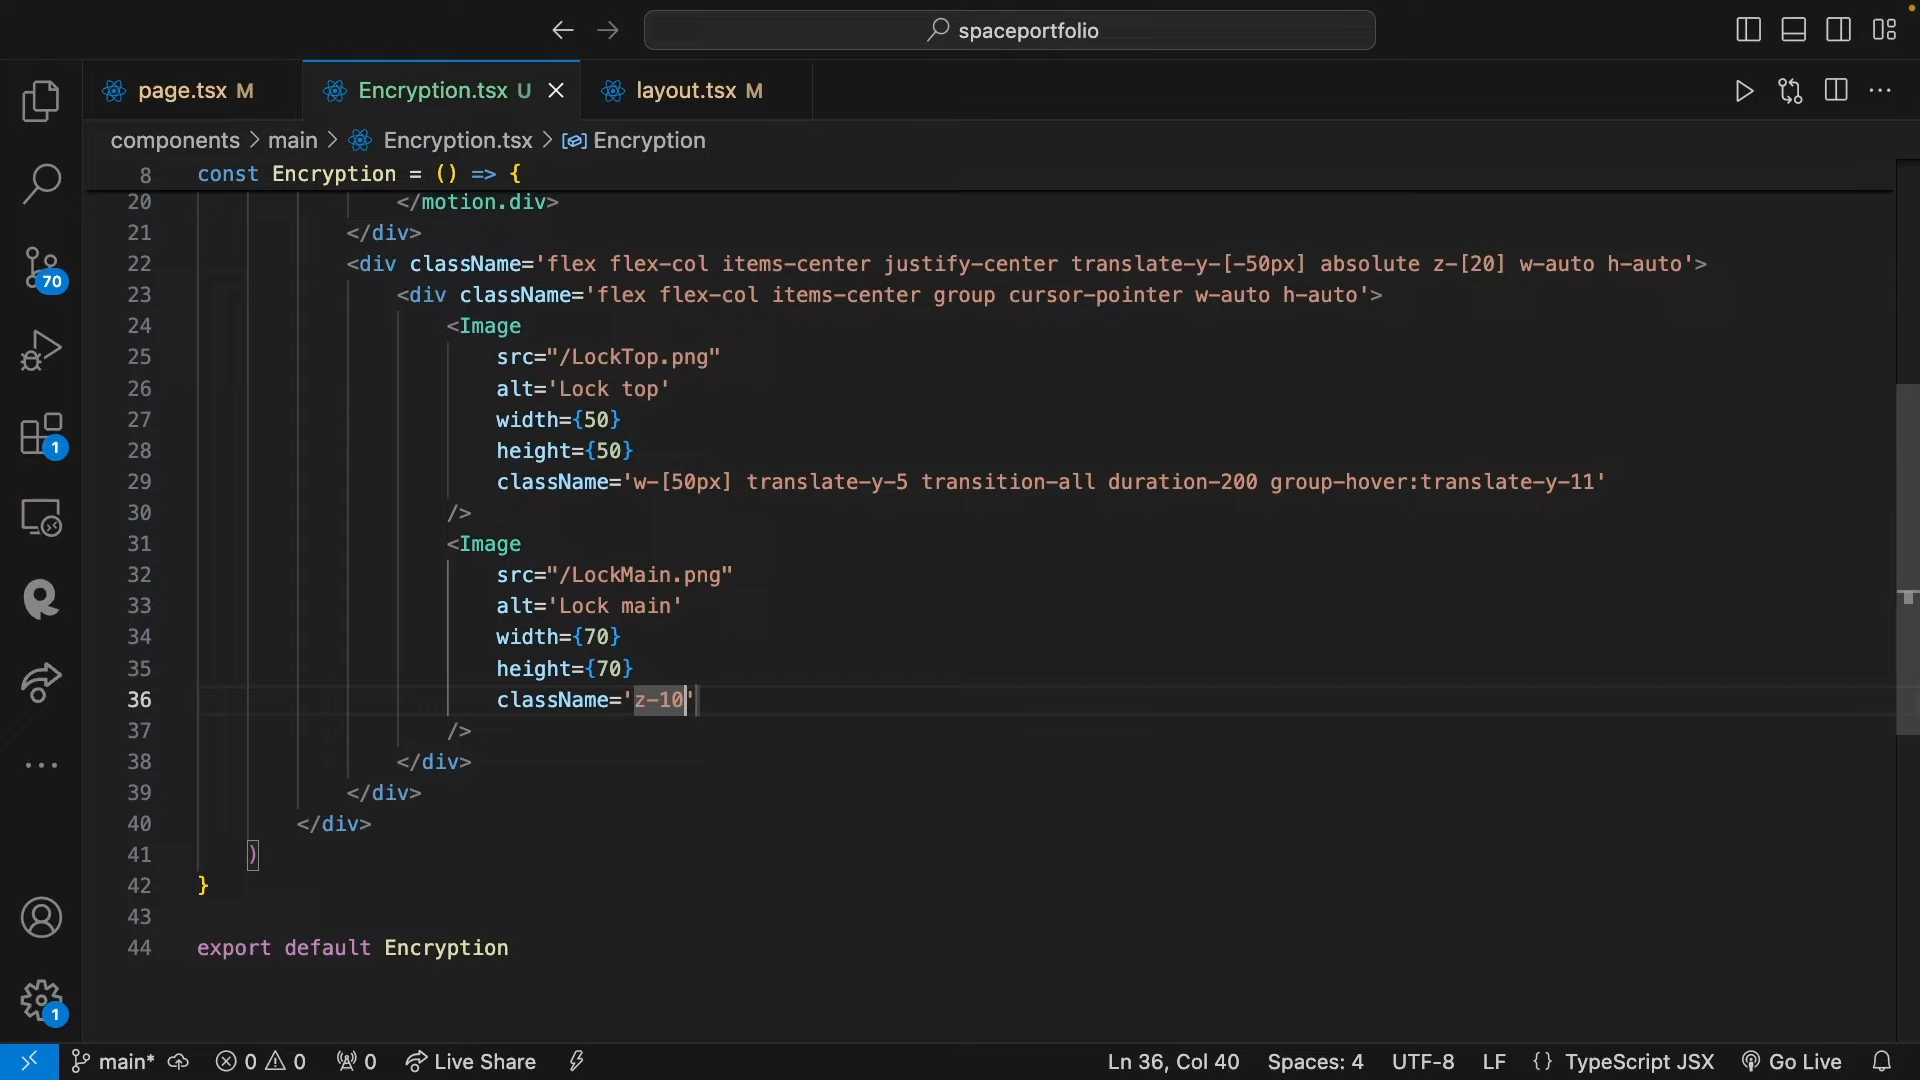 spaceportfolio
page.tsx M
Encryption.tsx U
layout.tsx M
components > main > Encryption.tsx > Encryption
8 const Encryption = () => {
20 </motion.div>
21 </div>
22 <div className='flex flex-col items-center justify-center translate-y-[-50px] absolute z-[20] w-auto h-auto'>
23 <div className='flex flex-col items-center group cursor-pointer w-auto h-auto'>
24 <Image
25 src="/LockTop.png"
26 alt='Lock top'
27 width={50}
28 height={50}
29 className='w-[50px] translate-y-5 transition-all duration-200 group-hover:translate-y-11'
30 />
31 <Image
32 src="/LockMain.png"
33 alt='Lock main'
34 width={70}
35 height={70}
36 className='z-10'
37 />
38 </div>
39 </div>
40 </div>
41 )
42 }
43
44 export default Encryption
70
1
1
main* 0 0 0 Live Share Ln 36, Col 40 Spaces: 4 UTF-8 LF {} TypeScript JSX Go Live